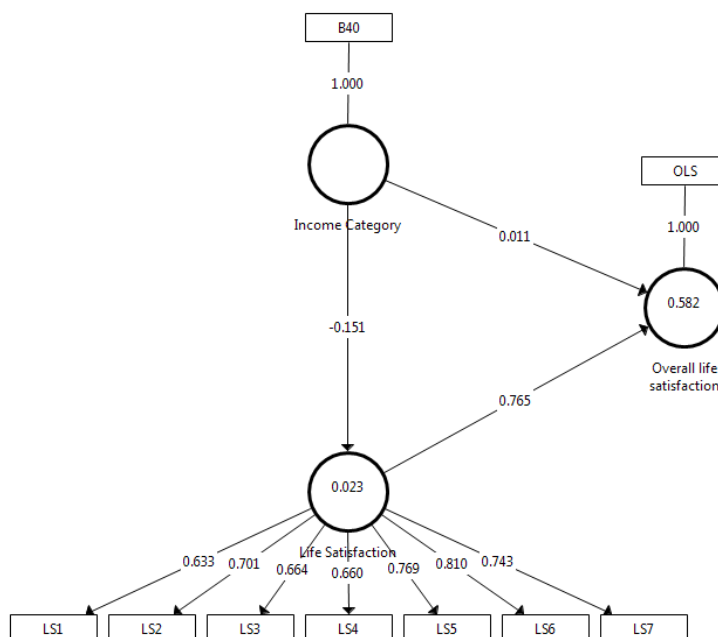 B40
1.000
Income Category
OLS
1.000
0.011
0.582
-0.151
Overall life
satisfaction
0.765
0.023
Life Satisfaction
0.633
0.701
0.664
0.660
0.769
0.810
0.743
LS1
LS2
LS3
LS4
LS5
LS6
LS7